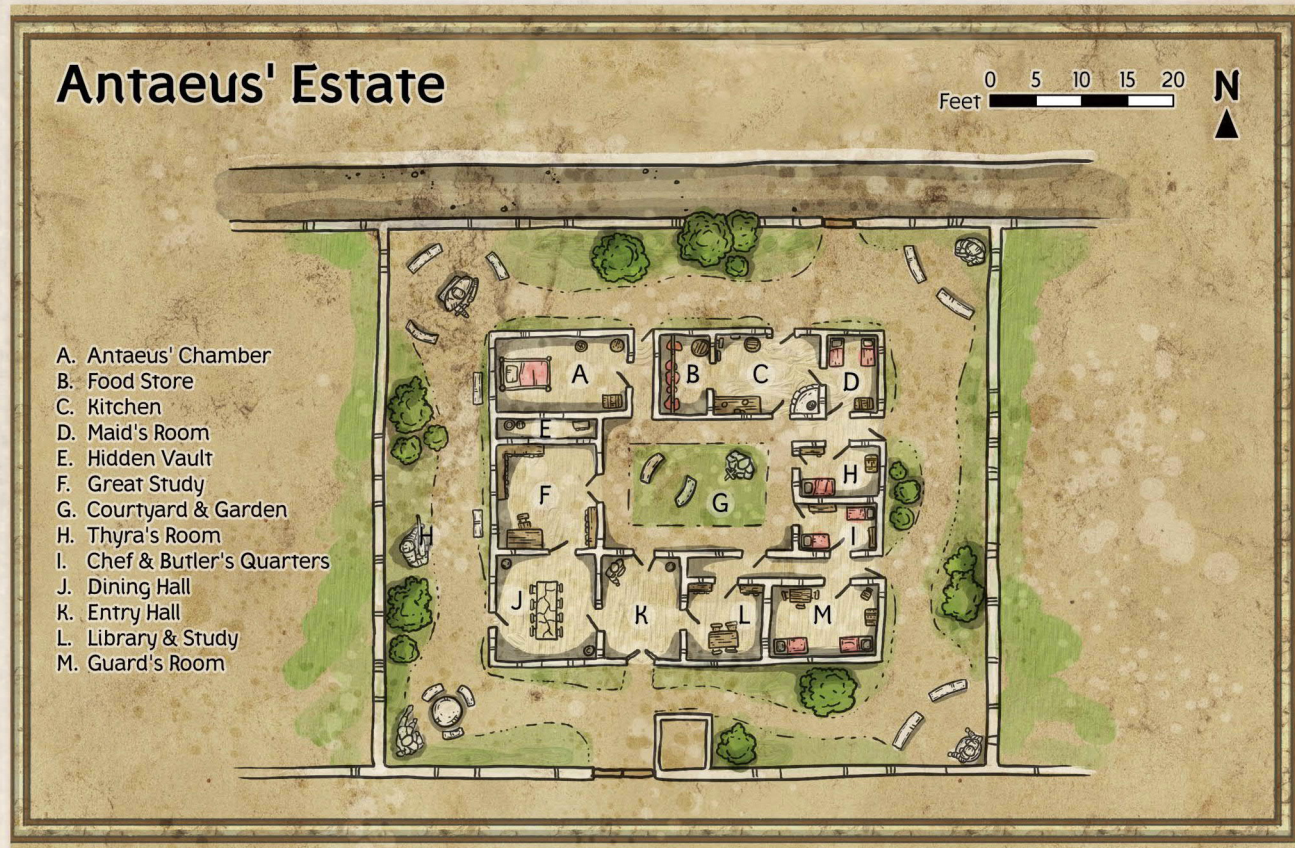 Antaeus' Estate
0 5 10 15 20
Feet
N
A. Antaeus' Chamber
B. Food Store
C. Kitchen
D. Maid's Room
E. Hidden Vault
F. Great Study
G. Courtyard & Garden
H. Thyra's Room
I. Chef & Butler's Quarters
J. Dining Hall
K. Entry Hall
L. Library & Study
M. Guard's Room
A
B
C
D
E
F
G
H
H
I
J
K
L
M